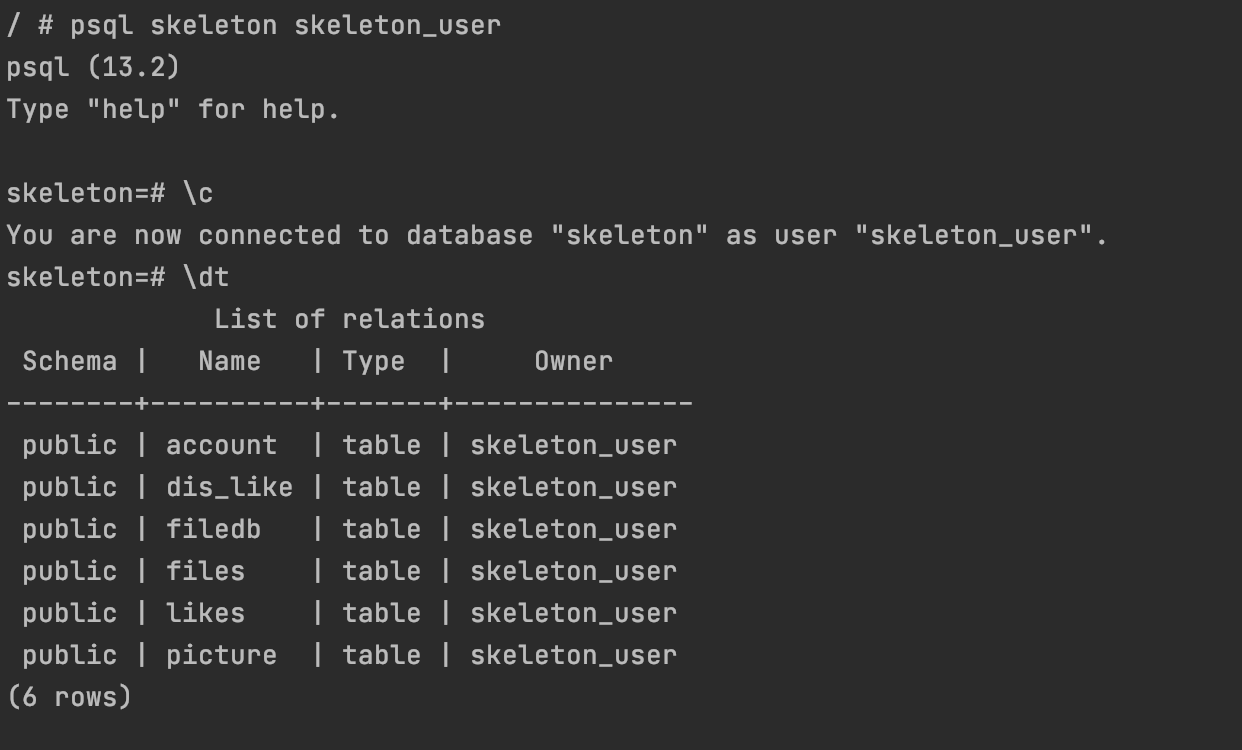 / # psql skeleton skeleton_user
psql (13.2)
Type "help" for help.
skeleton=# \c
You are now connected to database "skeleton" as user "skeleton_user".
skeleton=# \dt
List of relations
Schema | Name | Type | Owner
--------+----------+-------+---------------
public | account | table | skeleton_user
public | dis_like | table | skeleton_user
public | filedb | table | skeleton_user
public | files | table | skeleton_user
public | likes | table | skeleton_user
public | picture | table | skeleton_user
(6 rows)